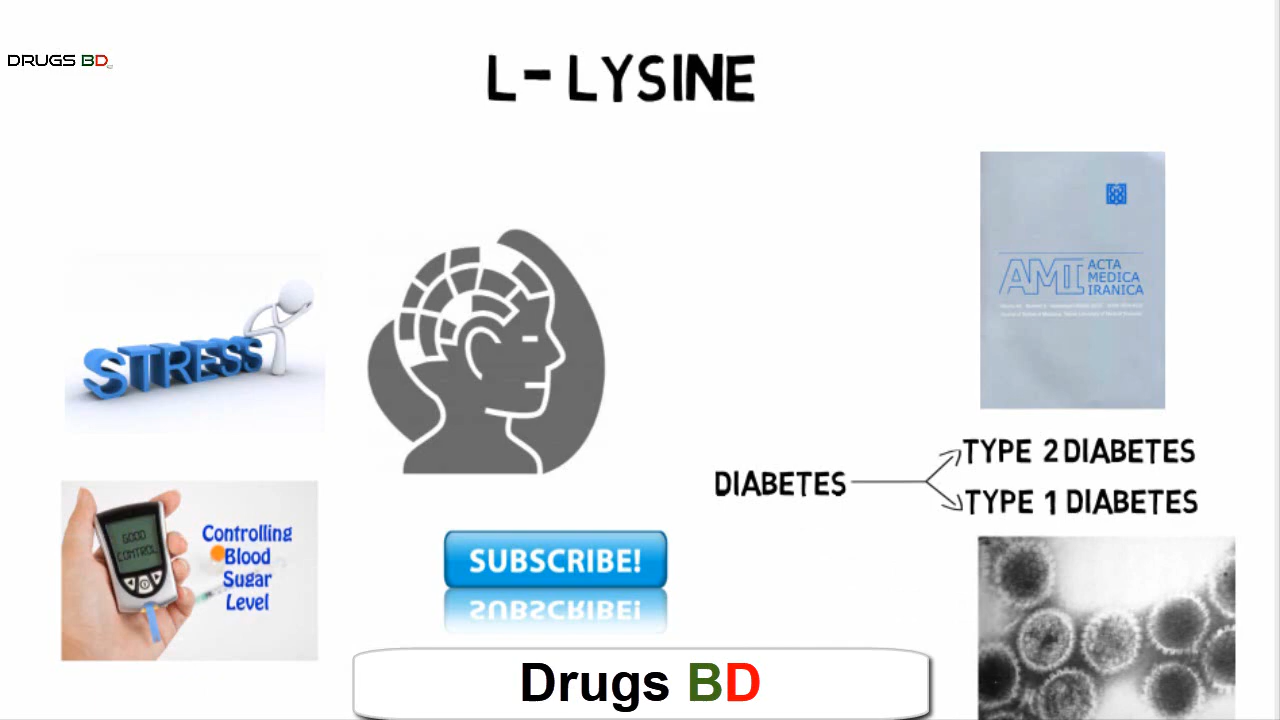 DRUGS BD
L- LYSINE
AMI ACTA
MEDICA
IRANICA
STRESS
DIABETES
TYPE 2 DIABETES
TYPE 1 DIABETES
GOOD
CONTROL
Controlling
Blood
Sugar
Level
SUBSCRIBE!
Drugs BD